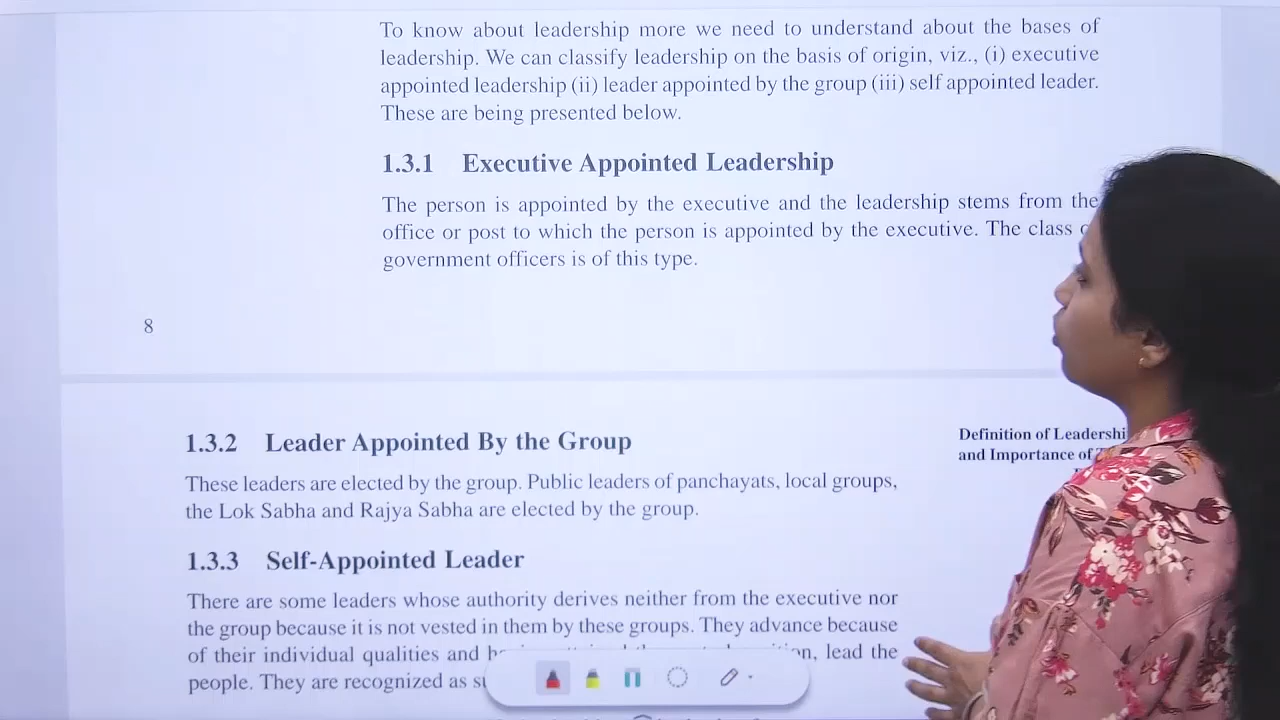 To know about leadership more we need to understand about the bases of
leadership. We can classify leadership on the basis of origin, viz., (i) executive
appointed leadership (ii) leader appointed by the group (iii) self appointed leader.
These are being presented below.
1.3.1 Executive Appointed Leadership
The person is appointed by the executive and the leadership stems from the
office or post to which the person is appointed by the executive. The class
government officers is of this type.
8
1.3.2 Leader Appointed By the Group
Definition of
and Importance of
These leaders are elected by the group. Public leaders of panchayats, local groups,
the Lok Sabha and Rajya Sabha are elected by the group.
1.3.3 Self-Appointed Leader
There are some leaders whose authority derives neither from the executive nor
the group because it is not vested in them by these groups. They advance because
of their individual qualities and lead the
people. They are recognized as